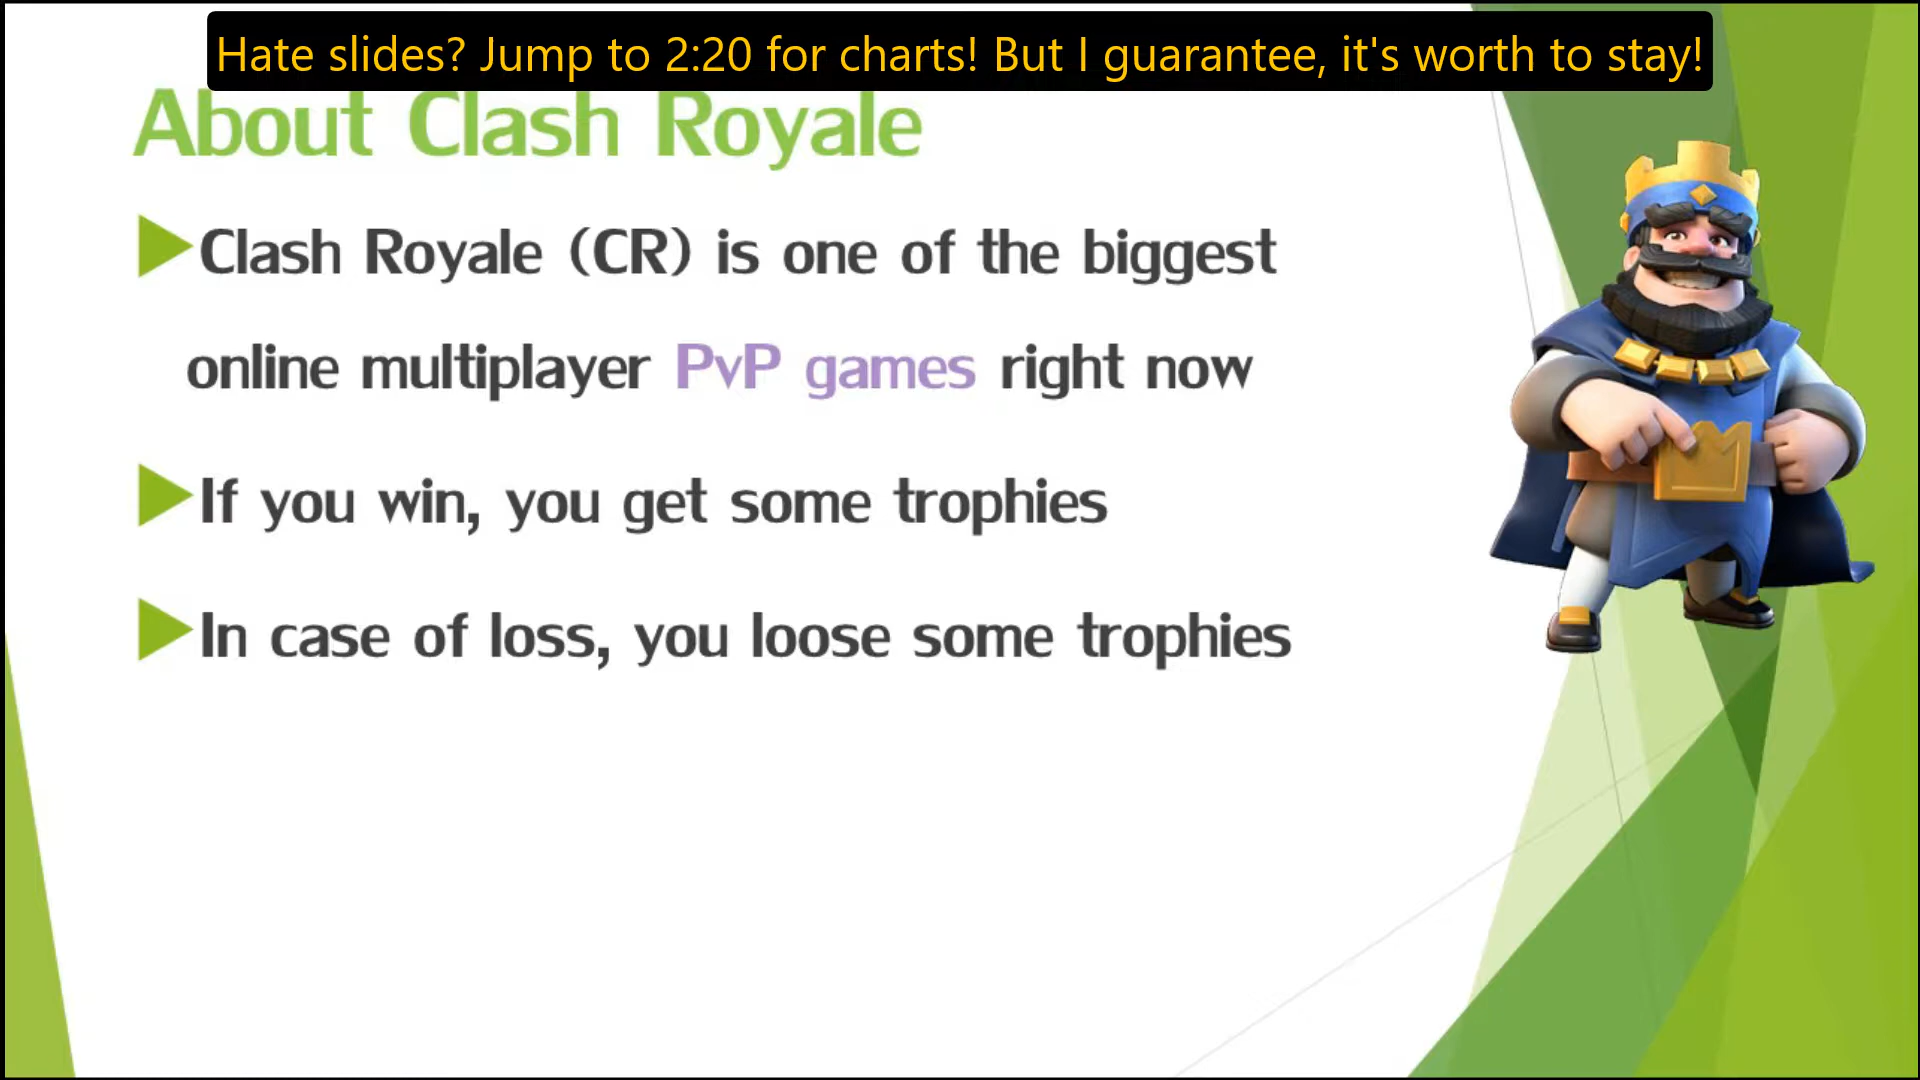 Hate slides? Jump to 2:20 for charts! But I guarantee, it's worth to stay!
About Clash Royale
Clash Royale (CR) is one of the biggest
online multiplayer PvP games right now
If you win, you get some trophies
In case of loss, you loose some trophies